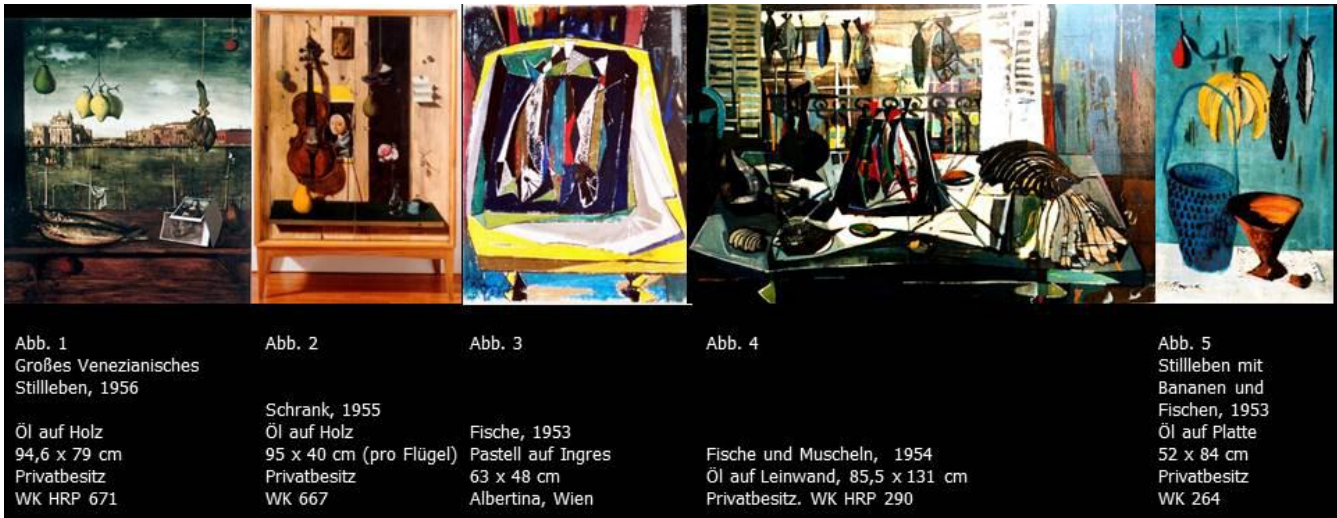 Abb. 1
Großes Venezianisches
Stillleben, 1956
Öl auf Holz
94,6 x 79 cm
Privatbesitz
WK HRP 671
Abb. 2
Schrank, 1955
Öl auf Holz
95 x 40 cm (pro Flügel)
Privatbesitz
WK 667
Abb. 3
Fische, 1953
Pastell auf Ingres
63 x 48 cm
Albertina, Wien
Abb. 4
Fische und Muscheln,  1954
Öl auf Leinwand, 85,5 x 131 cm
Privatbesitz. WK HRP 290
Abb. 5
Stillleben mit
Bananen und
Fischen, 1953
Öl auf Platte
52 x 84 cm
Privatbesitz
WK 264